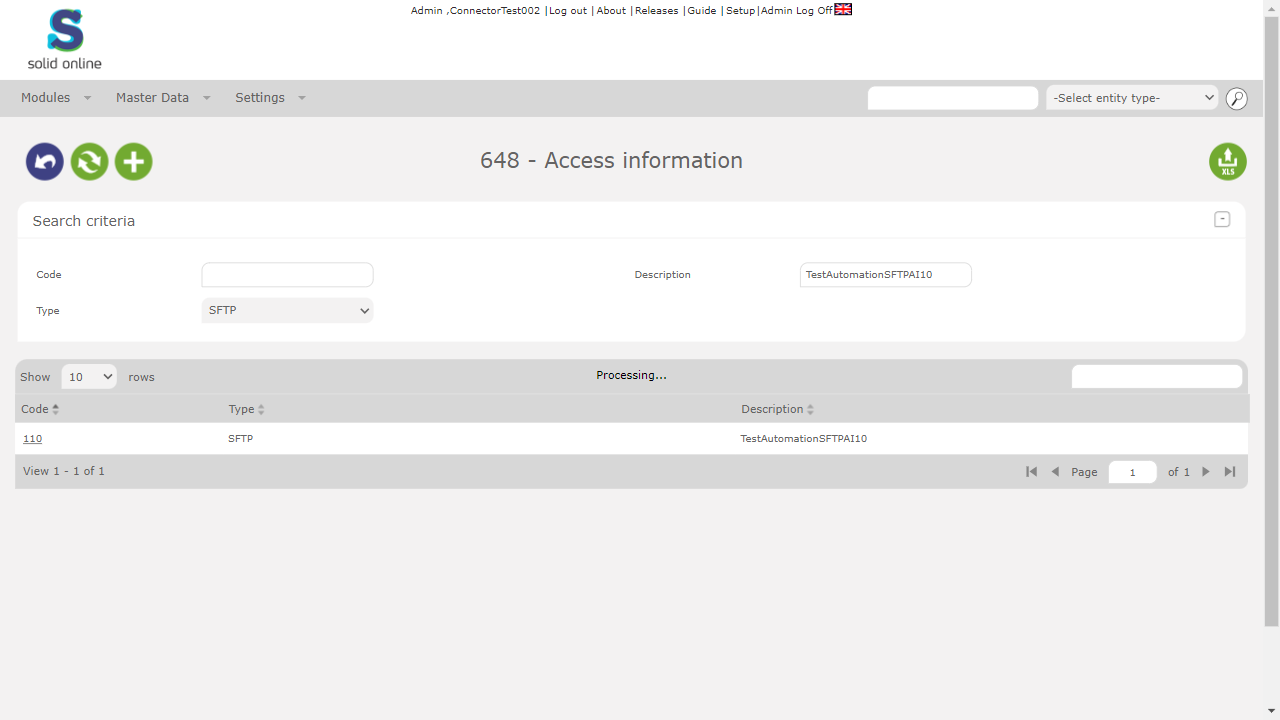 Admin ,ConnectorTest002 |Log out |About |Releases |Guide |Setup|Admin Log Off
solid online
Modules Master Data Settings -Select entity type-
648 - Access information
XLS
Search criteria -
Code Description TestAutomationSFTPAI10
Type SFTP
Show 10 rows Processing...
Code Type Description
110 SFTP TestAutomationSFTPAI10
View 1 - 1 of 1 Page 1 of 1